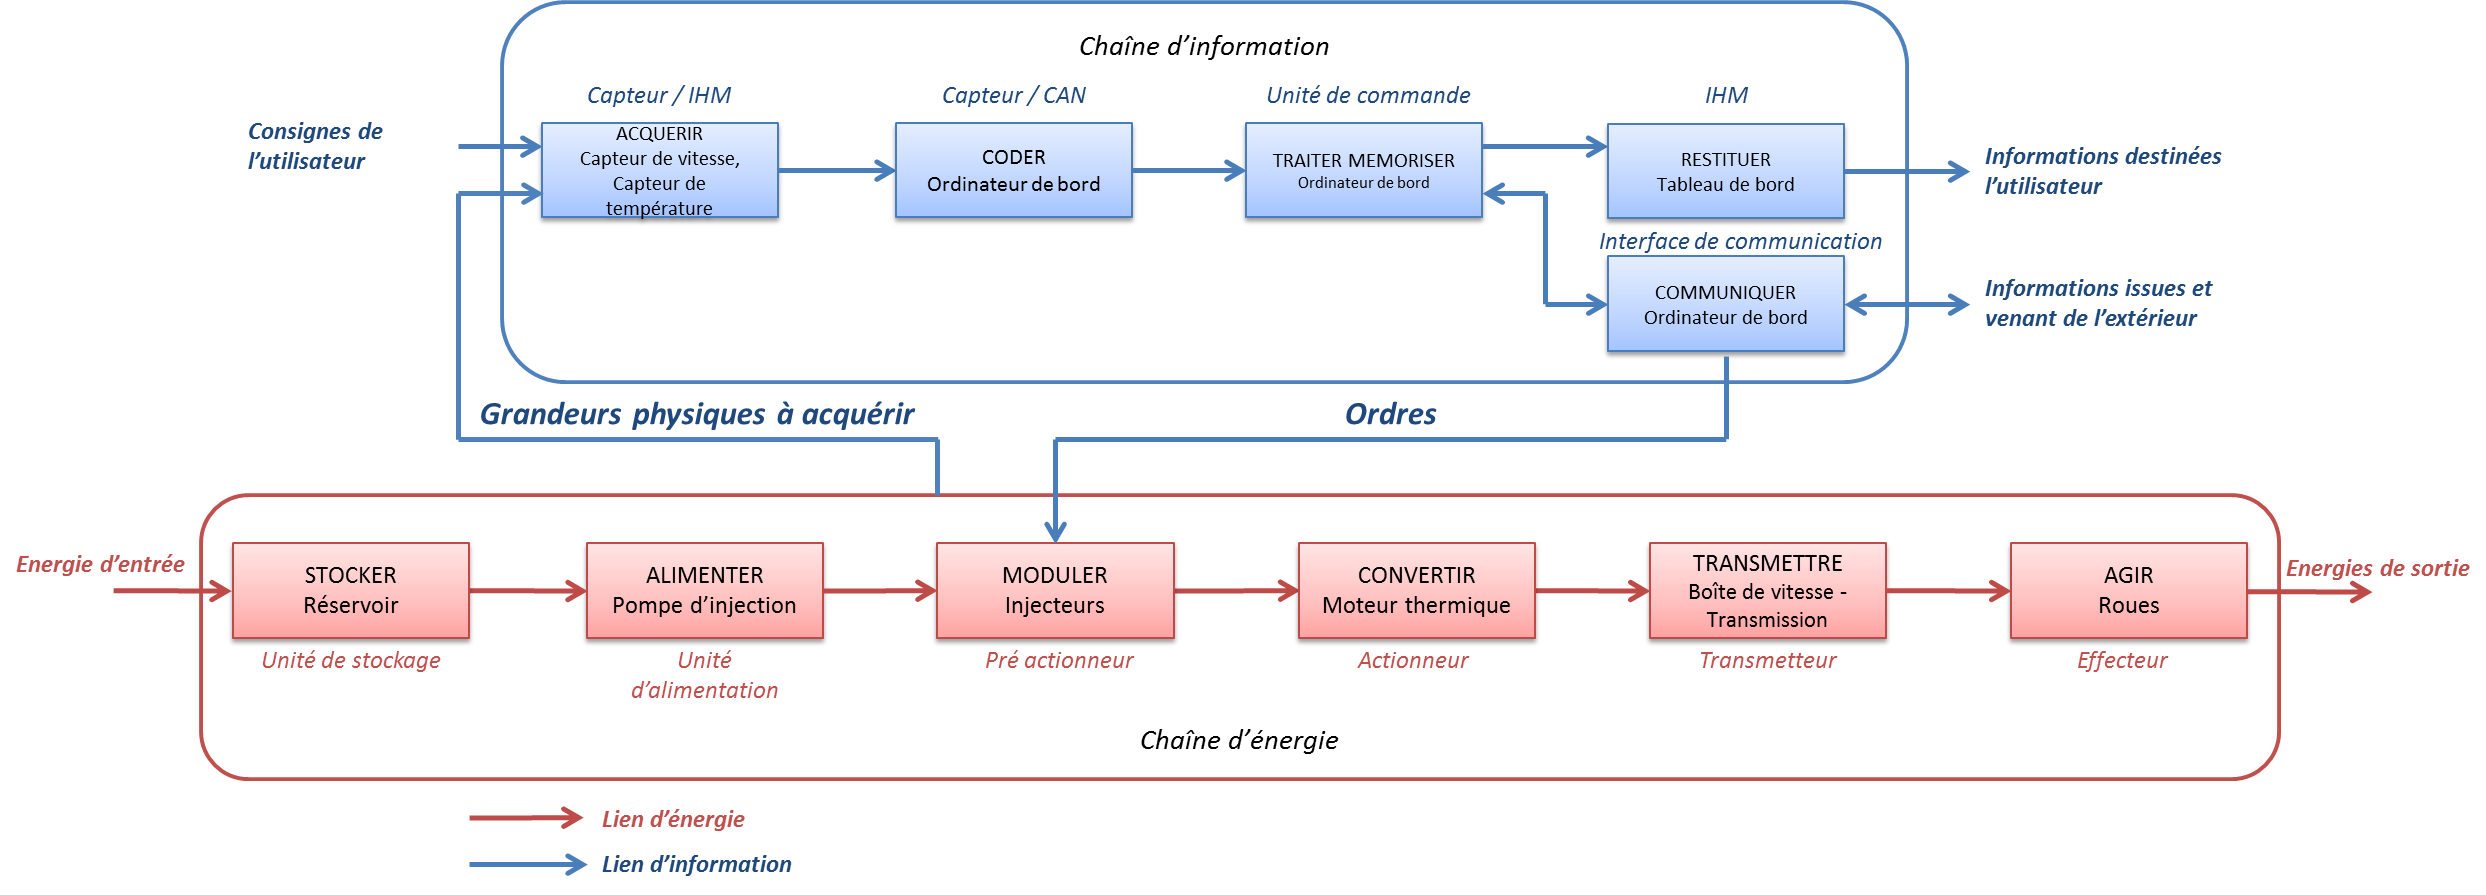 Chaîne d’information
Capteur / IHM
Capteur / CAN
Unité de commande
IHM
Consignes de
l’utilisateur
ACQUERIR
Capteur de vitesse,
Capteur de
température
CODER
Ordinateur de bord
TRAITER MEMORISER
Ordinateur de bord
RESTITUER
Tableau de bord
Informations destinées
l’utilisateur
Interface de communication
COMMUNIQUER
Ordinateur de bord
Informations issues et
venant de l’extérieur
Grandeurs physiques à acquérir
Ordres
Energie d’entrée
STOCKER
Réservoir
Unité de stockage
ALIMENTER
Pompe d’injection
Unité
d’alimentation
MODULER
Injecteurs
Pré actionneur
CONVERTIR
Moteur thermique
Actionneur
TRANSMETTRE
Boîte de vitesse -
Transmission
Transmetteur
AGIR
Roues
Effecteur
Energies de sortie
Chaîne d’énergie
Lien d’énergie
Lien d’information